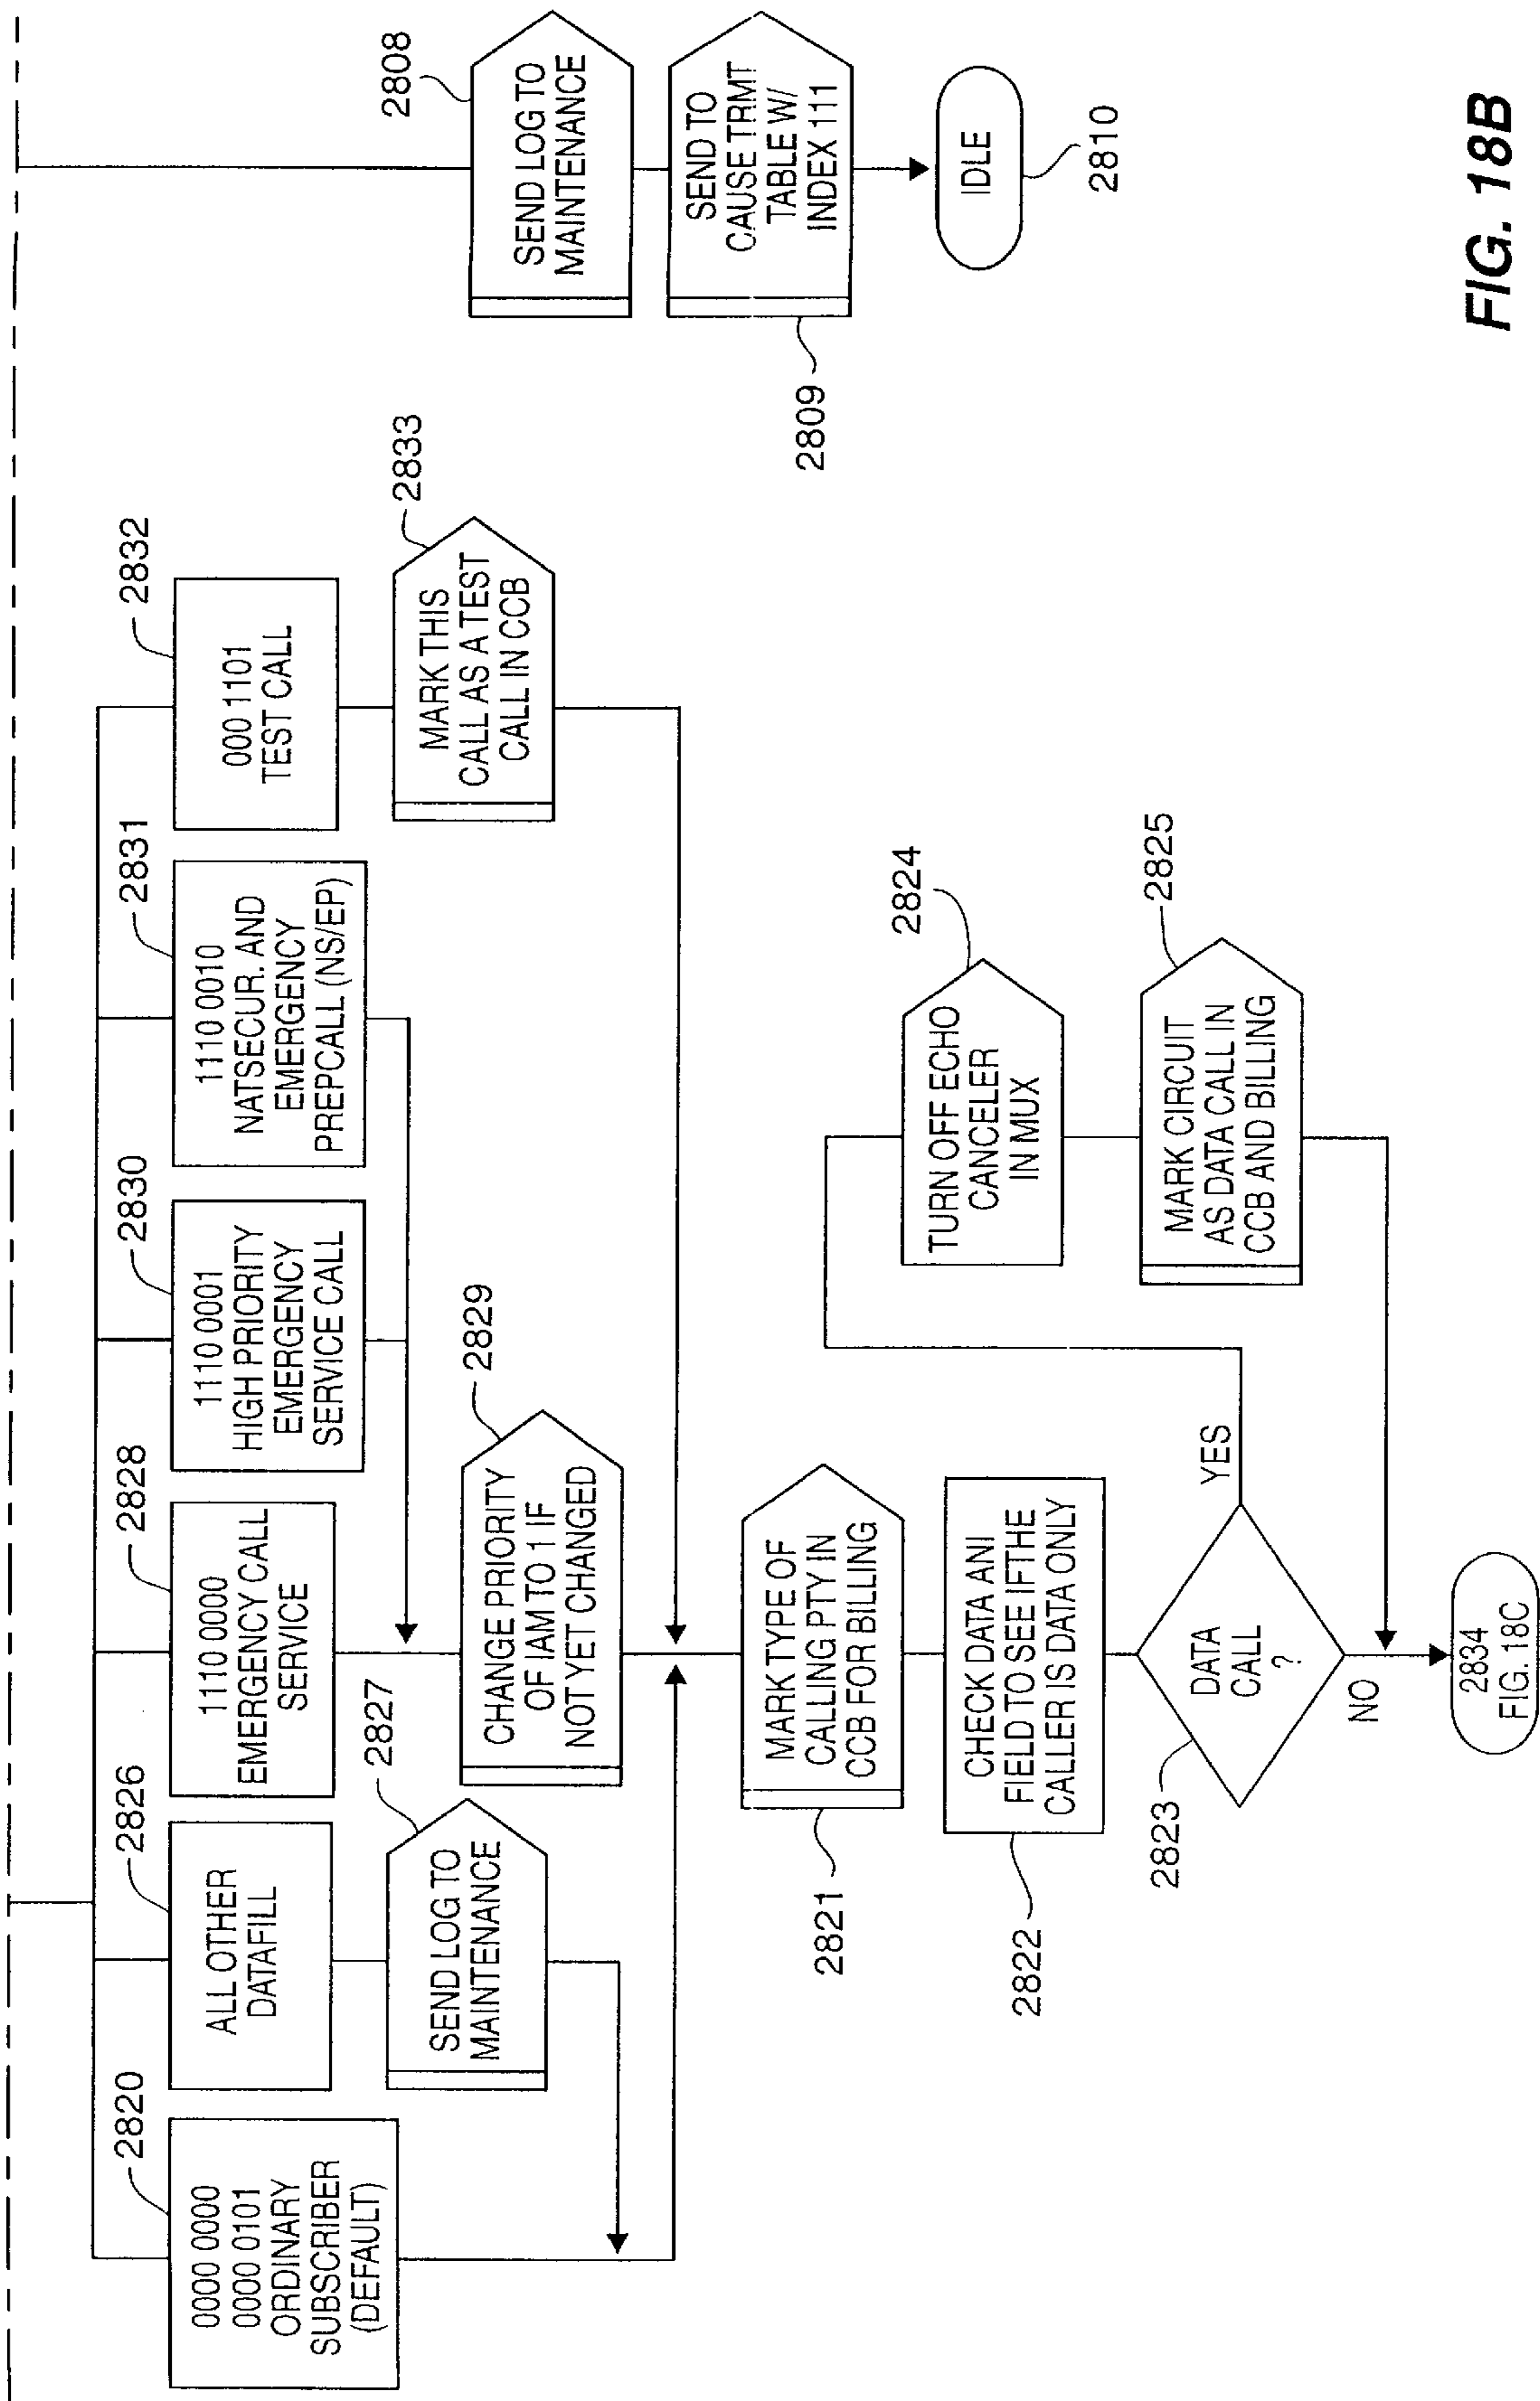 2820
0000 0000
0000 0101
ORDINARY
SUBSCRIBER
(DEFAULT)
2826
ALL OTHER
DATAFILL
2827
SEND LOG TO
MAINTENANCE
2828
1110 0000
EMERGENCY CALL
SERVICE
2830
1110 0001
HIGH PRIORITY
EMERGENCY
SERVICE CALL
2831
1110 0010
NATSECUR. AND
EMERGENCY
PREPCALL (NS/EP)
2832
000 1101
TEST CALL
2833
MARK THIS
CALL AS A TEST
CALL IN CCB
2829
CHANGE PRIORITY
OF IAM TO 1 IF
NOT YET CHANGED
2821
MARK TYPE OF
CALLING PTY IN
CCB FOR BILLING
2822
CHECK DATA ANI
FIELD TO SEE IFTHE
CALLER IS DATA ONLY
2823
DATA
CALL
?
YES
NO
2824
TURN OFF ECHO
CANCELER
IN MUX
2825
MARK CIRCUIT
AS DATA CALL IN
CCB AND BILLING
2834
FIG. 18C
2808
SEND LOG TO
MAINTENANCE
2809
SEND TO
CAUSE TRMT
TABLE W/
INDEX 111
IDLE
2810
FIG. 18B